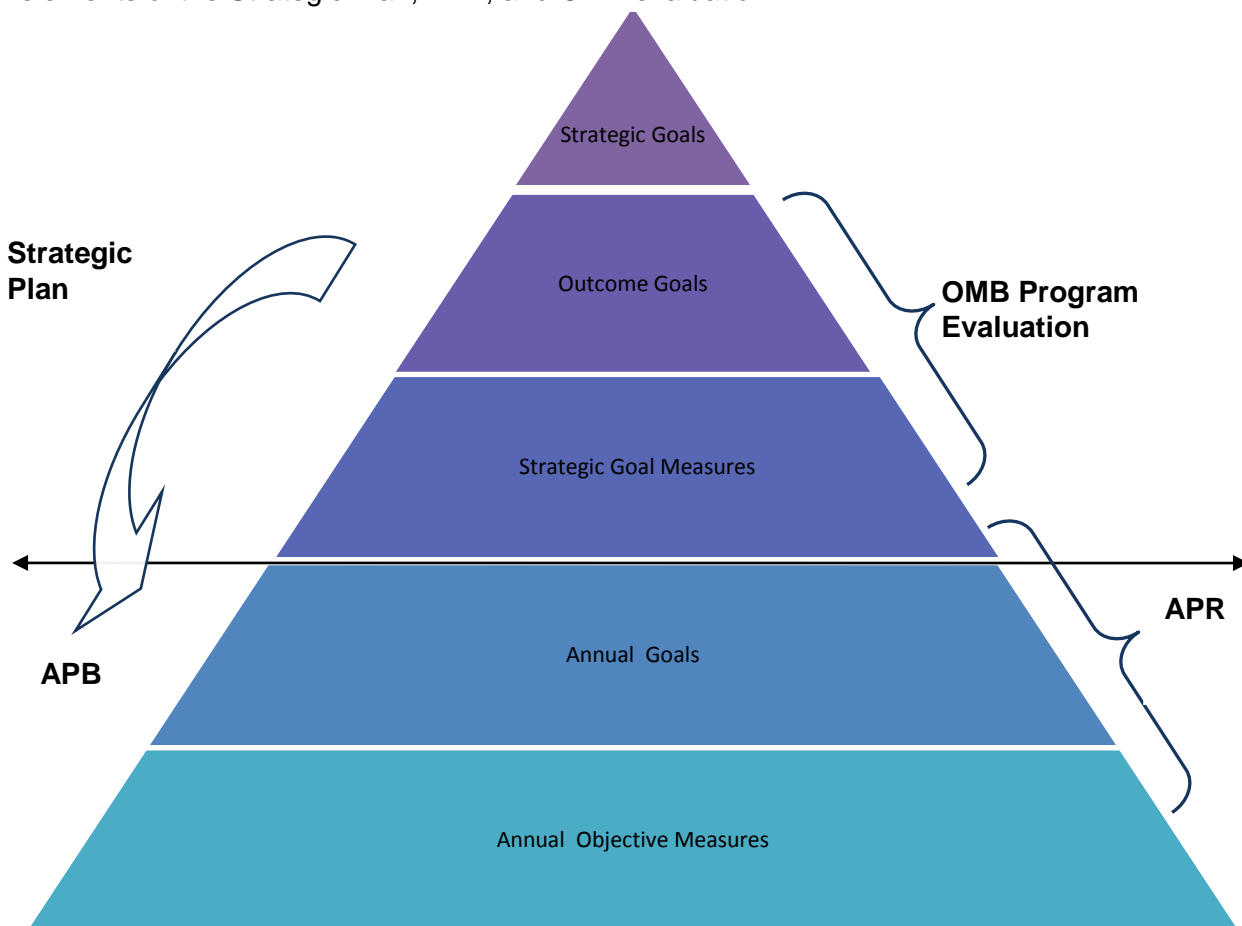 Strategic Goals
Strategic
Plan
Outcome Goals
OMB Program
Evaluation
Strategic Goal Measures
APR
Annual Goals
APB
Annual Objective Measures